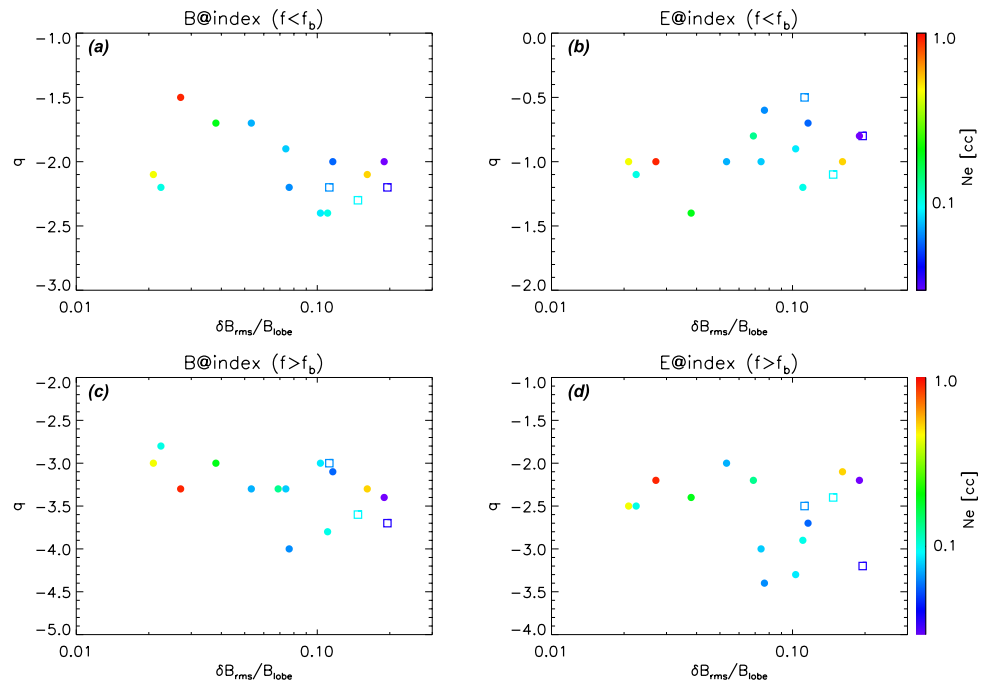 B@index (f<f_b)
(a)
-1.0
-1.5
-2.0
-2.5
-3.0
q
0.01
0.10
δB_rms/B_lobe
E@index (f<f_b)
(b)
0.0
-0.5
-1.0
-1.5
-2.0
q
0.01
0.10
δB_rms/B_lobe
1.0
0.1
Ne [cc]
B@index (f>f_b)
(c)
-2.0
-2.5
-3.0
-3.5
-4.0
-4.5
-5.0
q
0.01
0.10
δB_rms/B_lobe
E@index (f>f_b)
(d)
-1.0
-1.5
-2.0
-2.5
-3.0
-3.5
-4.0
q
0.01
0.10
δB_rms/B_lobe
1.0
0.1
Ne [cc]